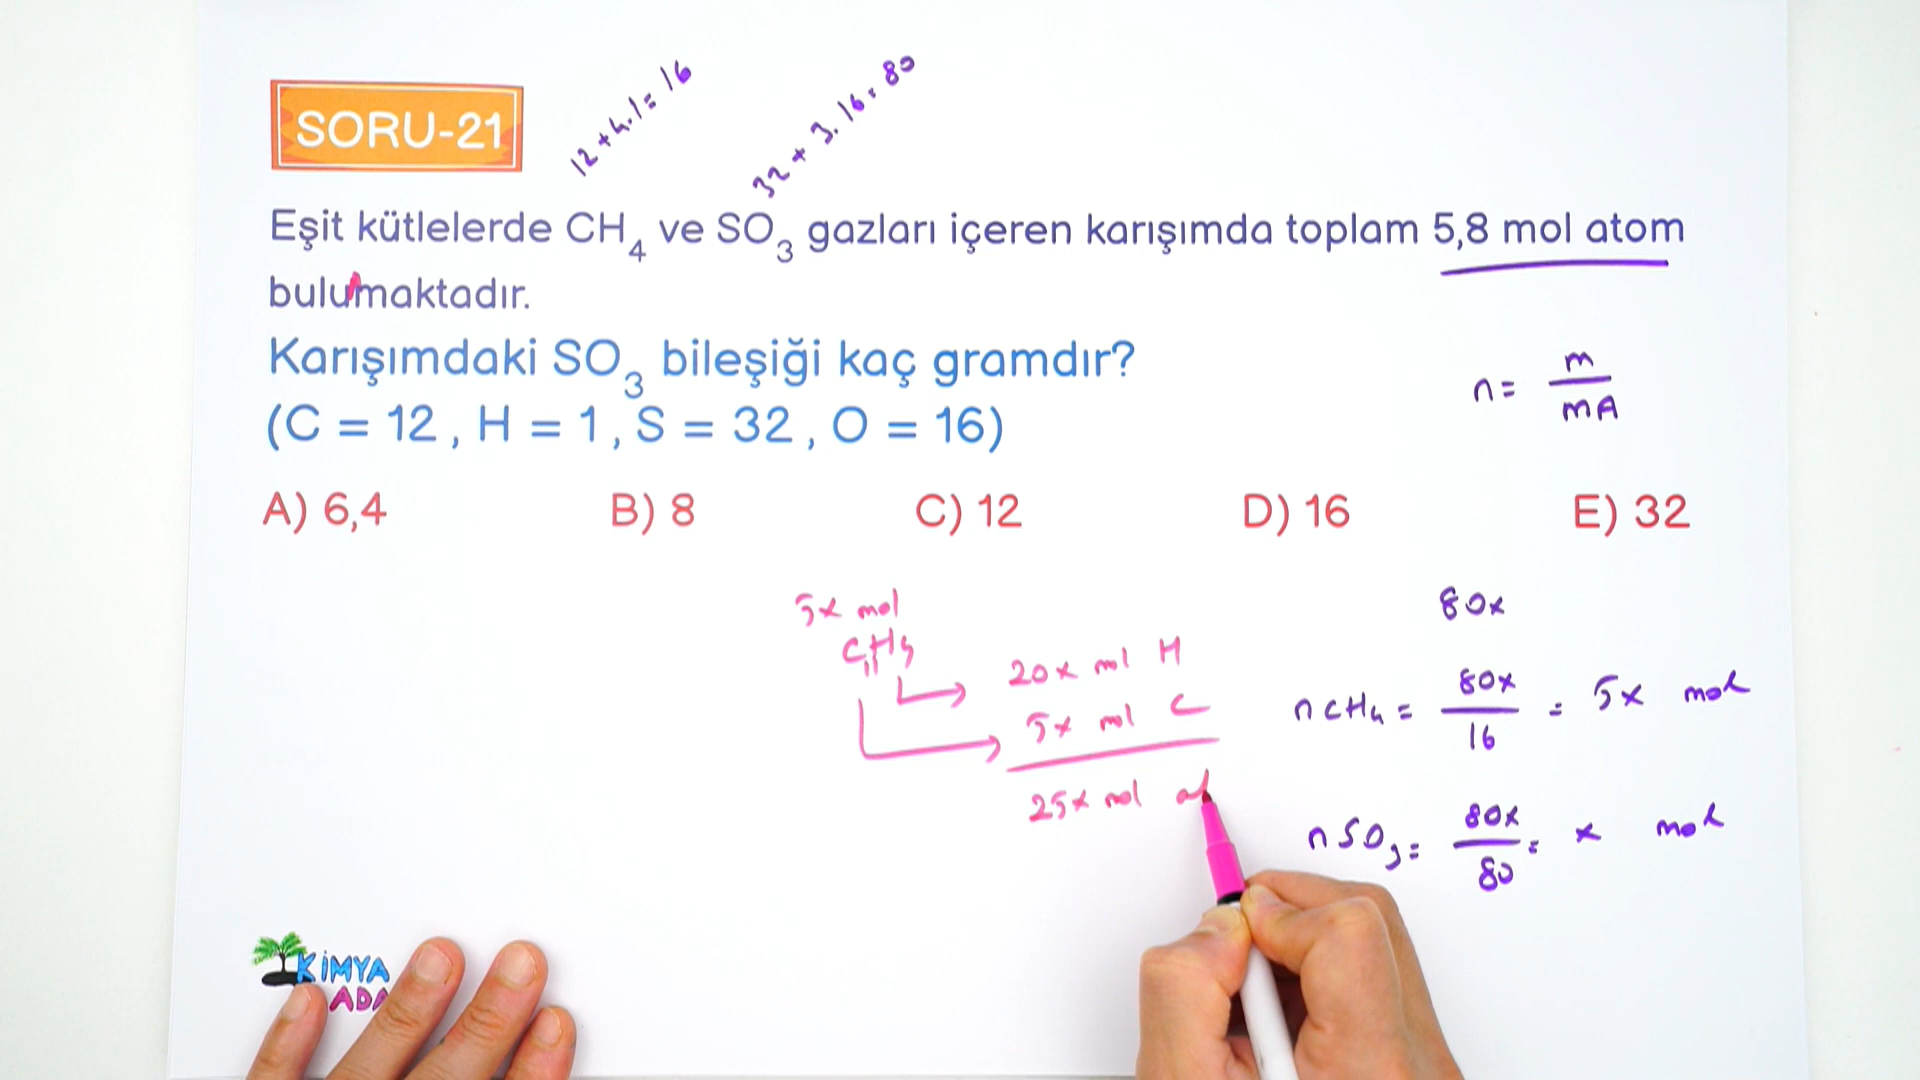 SORU-21
12+4.1=16
32 + 3.16=80
Eşit kütlelerde CH4 ve SO3 gazları içeren karışımda toplam 5,8 mol atom
bulumaktadır.
Karışımdaki SO3 bileşiği kaç gramdır?
(C = 12, H = 1, S = 32, O = 16)
n= m
mA
A) 6,4 B) 8 C) 12 D) 16 E) 32
5x mol
CH4
20x mol H
5x mol C
25x mol at
80x
nCH4 = 80x
16
= 5x mol
nSO3 = 80x
80
= x mol
KİMYA
ADA